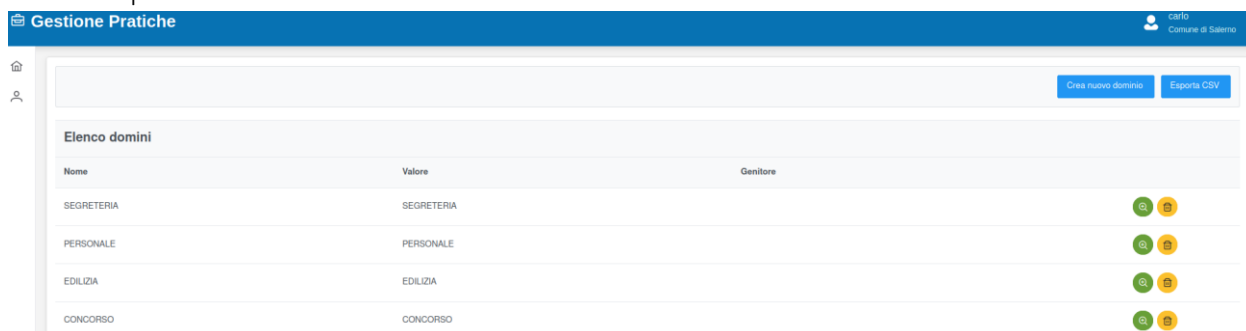 Gestione Pratiche
carlo
Comune di Salerno
Crea nuovo dominio Esporta CSV
Elenco domini
Nome Valore Genitore
SEGRETERIA SEGRETERIA
PERSONALE PERSONALE
EDILIZIA EDILIZIA
CONCORSO CONCORSO